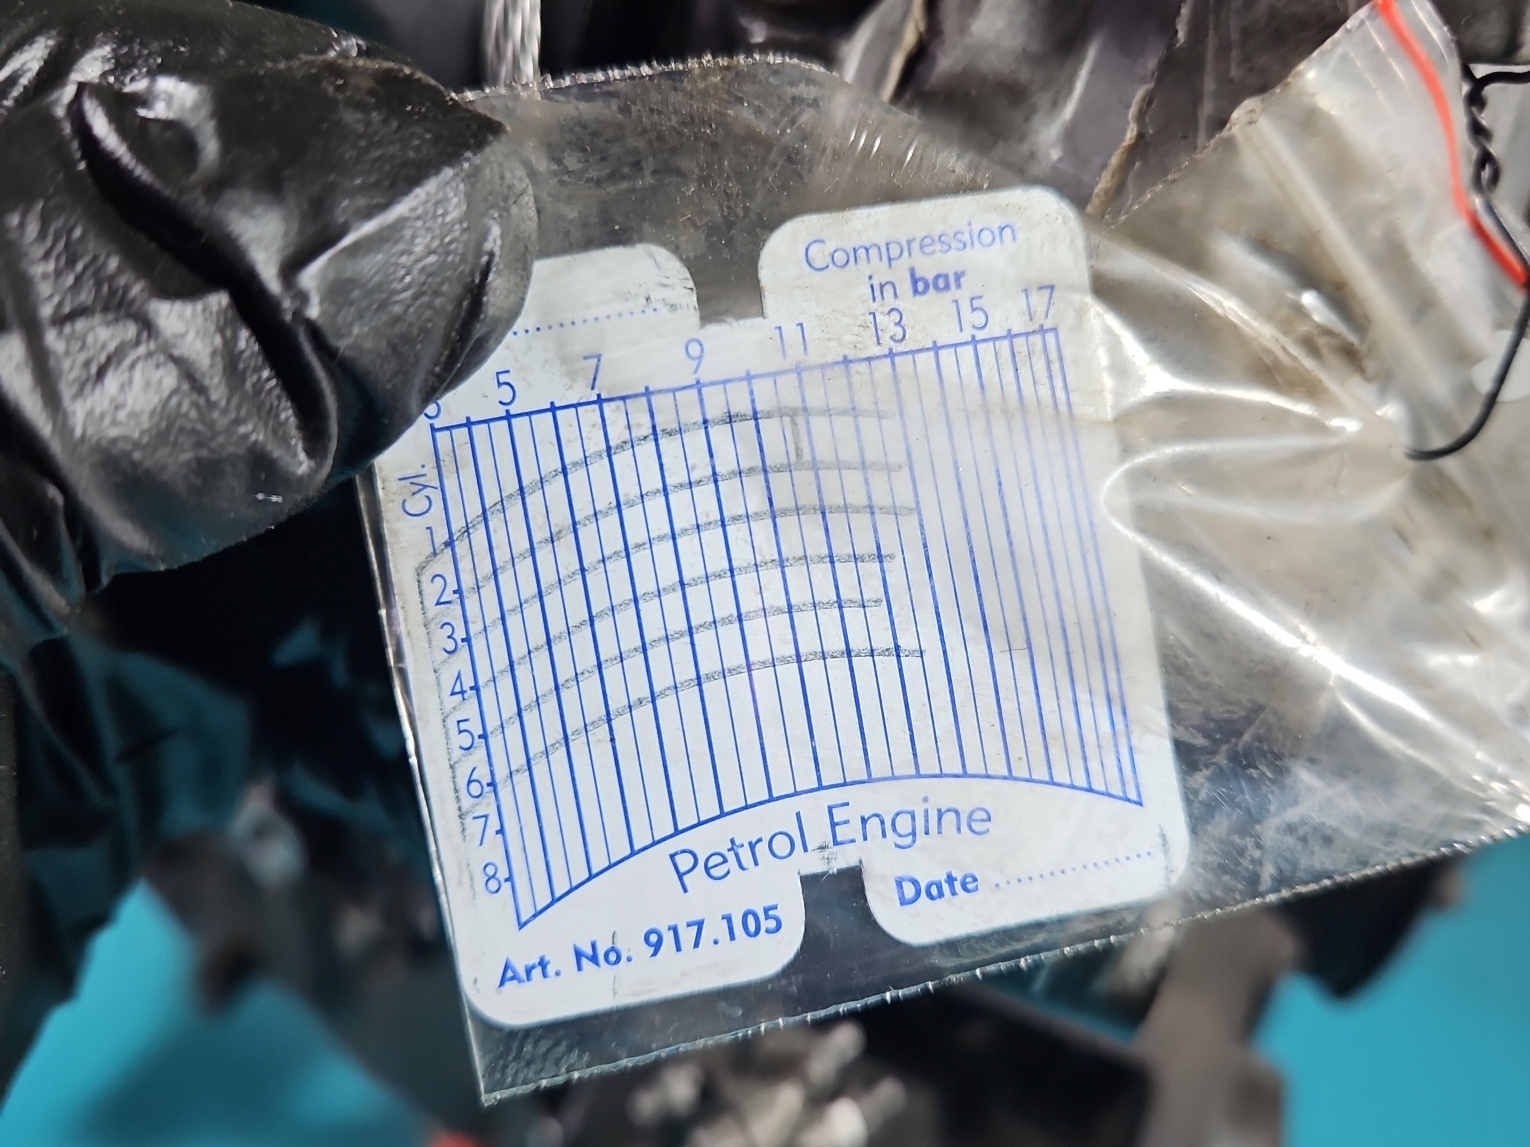 Compression
in bar
3 5 7 9 11 13 15 17
Cyl.
1
2
3
4
5
6
7
8
Petrol Engine
Art. No. 917.105
Date